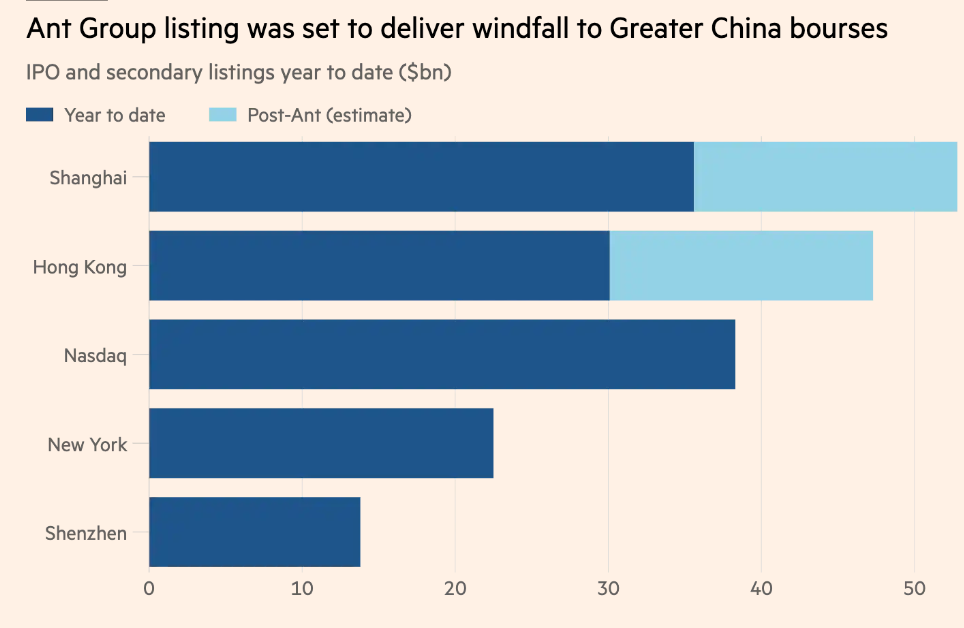 Ant Group listing was set to deliver windfall to Greater China bourses
IPO and secondary listings year to date ($bn)
Year to date Post-Ant (estimate)
Shanghai
Hong Kong
Nasdaq
New York
Shenzhen
0 10 20 30 40 50